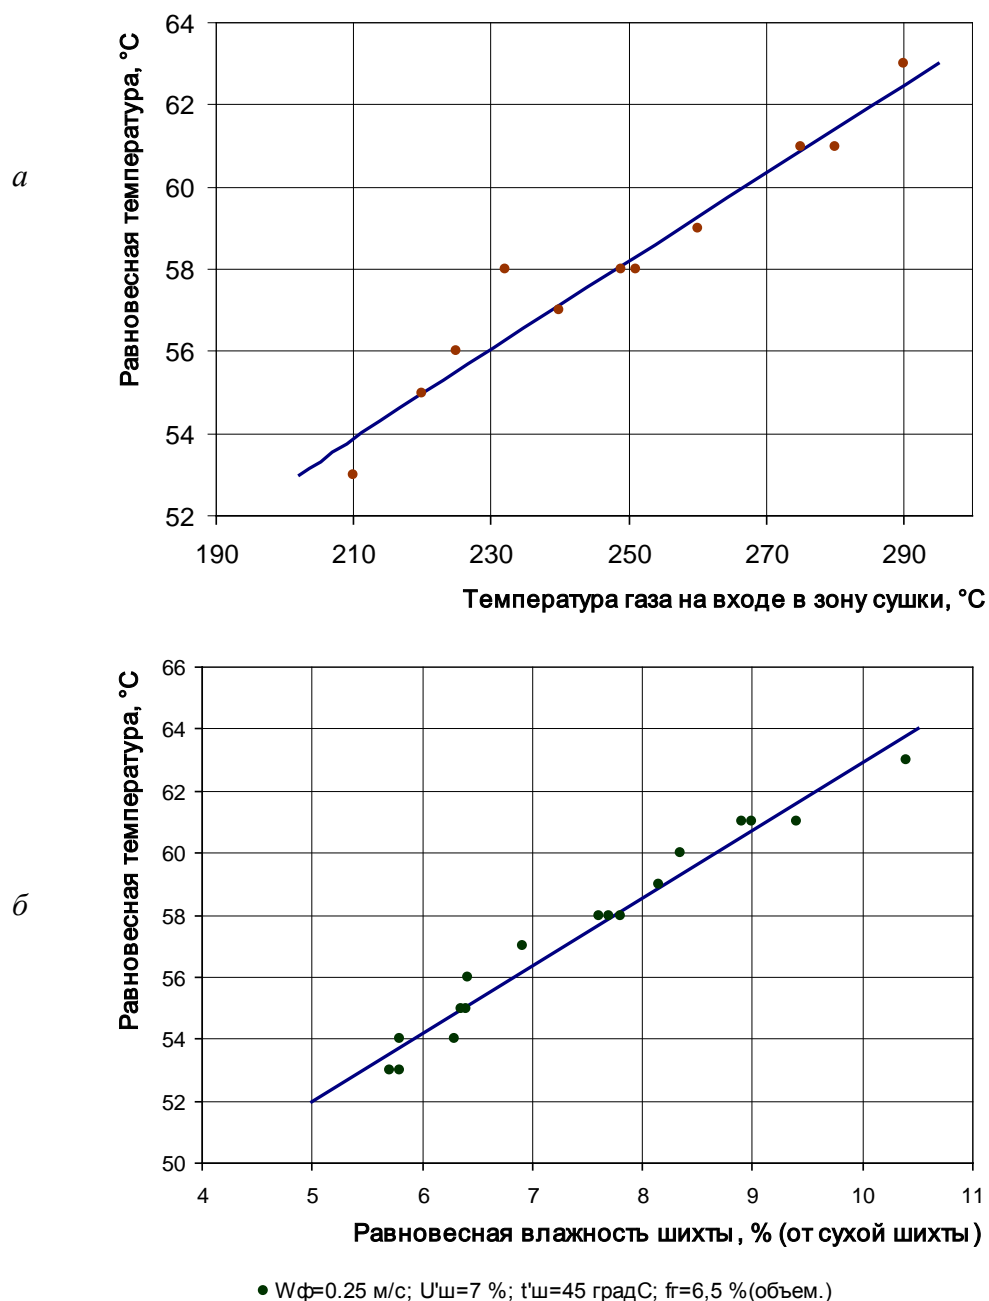 а
Равновесная температура, °С
64
62
60
58
56
54
52
190 210 230 250 270 290
Температура газа на входе в зону сушки, °С
б
Равновесная температура, °С
66
64
62
60
58
56
54
52
50
4 5 6 7 8 9 10 11
Равновесная влажность шихты, % (от сухой шихты)
Wф=0.25 м/с; U'ш=7 %; t'ш=45 градС; fг=6,5 %(объем.)